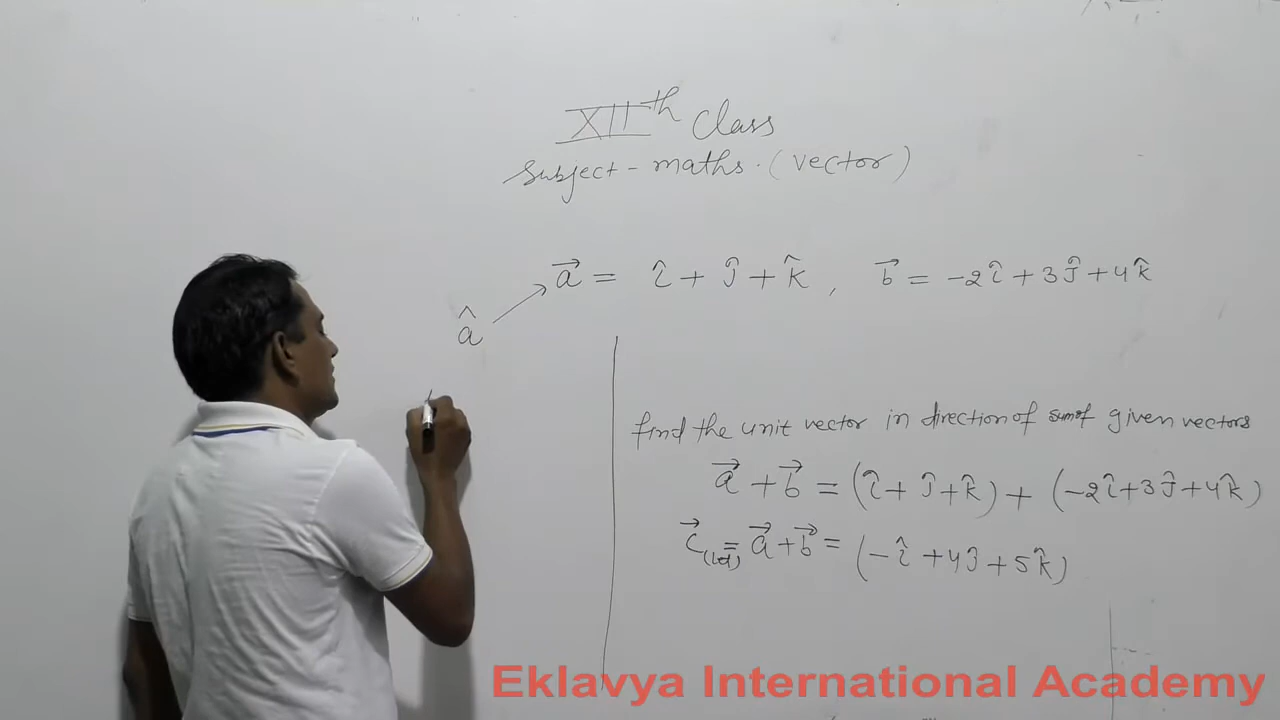 XIIth Class
Subject - maths. (vector)
a⃗ = î + ĵ + k̂ , b⃗ = -2î + 3ĵ + 4k̂
â
find the unit vector in direction of sum of given vectors
a⃗ + b⃗ = (î + ĵ + k̂) + (-2î + 3ĵ + 4k̂)
c⃗ (let) = a⃗ + b⃗ = (-î + 4ĵ + 5k̂)
Eklavya International Academy